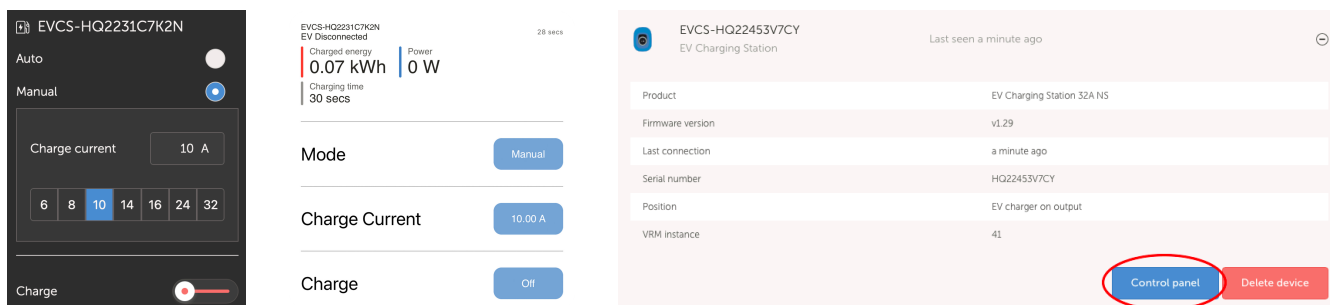 EVCS-HQ2231C7K2N
Auto
Manual
Charge current
10 A
6 8 10 14 16 24 32
Charge
EVCS-HQ2231C7K2N
EV Disconnected
28 secs
Charged energy
0.07 kWh
Power
0 W
Charging time
30 secs
Mode
Manual
Charge Current
10.00 A
Charge
Off
EVCS-HQ22453V7CY
EV Charging Station
Last seen a minute ago
Product
EV Charging Station 32A NS
Firmware version
v1.29
Last connection
a minute ago
Serial number
HQ22453V7CY
Position
EV charger on output
VRM instance
41
Control panel
Delete device